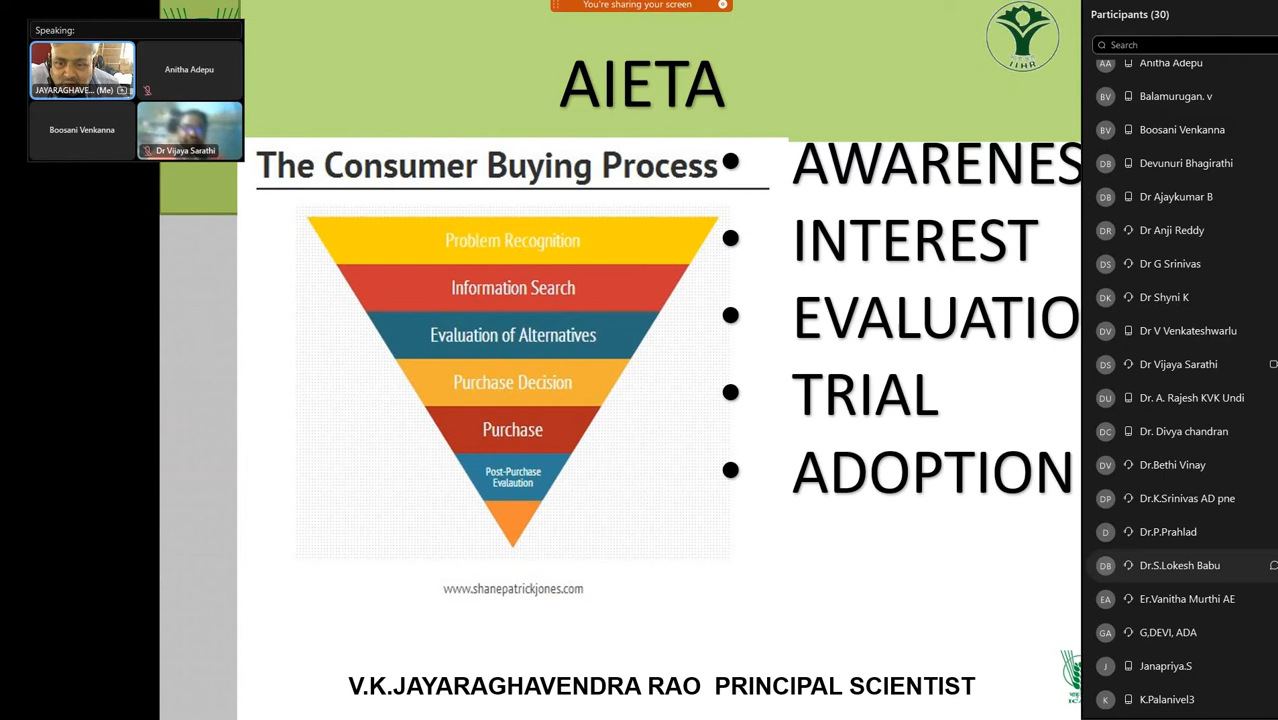 You're sharing your screen
Speaking:
JAYARAGHAVE... (Me)
Anitha Adepu
Boosani Venkanna
Dr Vijaya Sarathi
AIETA
The Consumer Buying Process
Problem Recognition
Information Search
Evaluation of Alternatives
Purchase Decision
Purchase
Post-Purchase
Evalaution
www.shanepatrickjones.com
• AWARENES
• INTEREST
• EVALUATIO
• TRIAL
• ADOPTION
V.K.JAYARAGHAVENDRA RAO PRINCIPAL SCIENTIST
IIHR
Participants (30)
Search
AA Anitha Adepu
BV Balamurugan. v
BV Boosani Venkanna
DB Devunuri Bhagirathi
DB Dr Ajaykumar B
DR Dr Anji Reddy
DS Dr G Srinivas
DK Dr Shyni K
DV Dr V Venkateshwarlu
DS Dr Vijaya Sarathi
DU Dr. A. Rajesh KVK Undi
DC Dr. Divya chandran
DV Dr.Bethi Vinay
DP Dr.K.Srinivas AD pne
D Dr.P.Prahlad
DB Dr.S.Lokesh Babu
EA Er.Vanitha Murthi AE
GA G,DEVI, ADA
J Janapriya.S
K K.Palanivel3